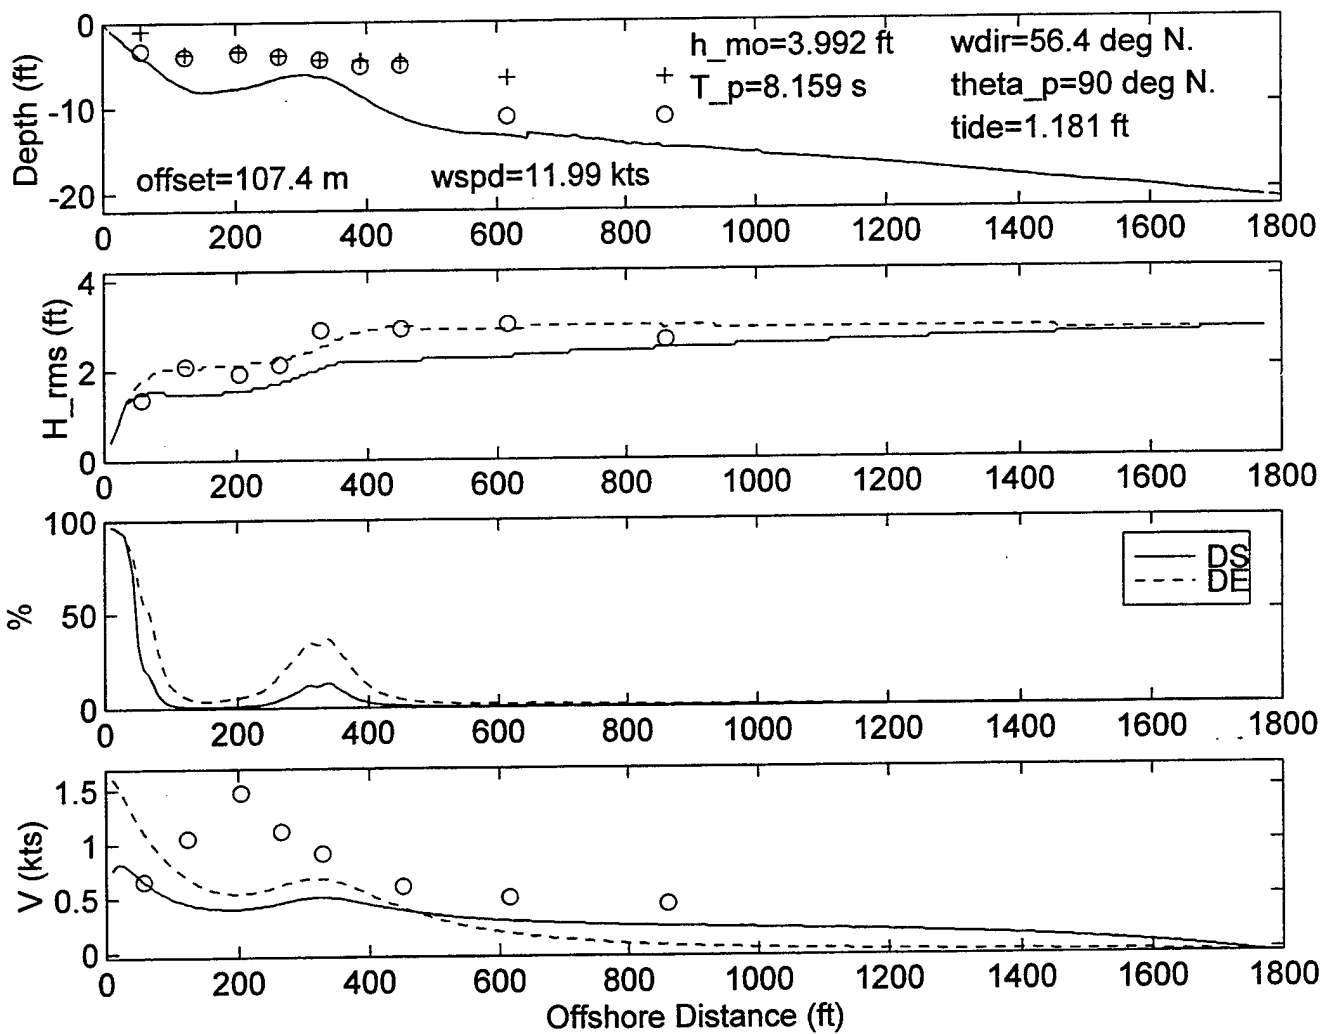 0
-10
-20
Depth (ft)
h_mo=3.992 ft
T_p=8.159 s
wdir=56.4 deg N.
theta_p=90 deg N.
tide=1.181 ft
offset=107.4 m
wspd=11.99 kts
0 200 400 600 800 1000 1200 1400 1600 1800
4
2
0
H_rms (ft)
0 200 400 600 800 1000 1200 1400 1600 1800
100
50
0
%
DS
DE
0 200 400 600 800 1000 1200 1400 1600 1800
1.5
1
0.5
0
V (kts)
0 200 400 600 800 1000 1200 1400 1600 1800
Offshore Distance (ft)